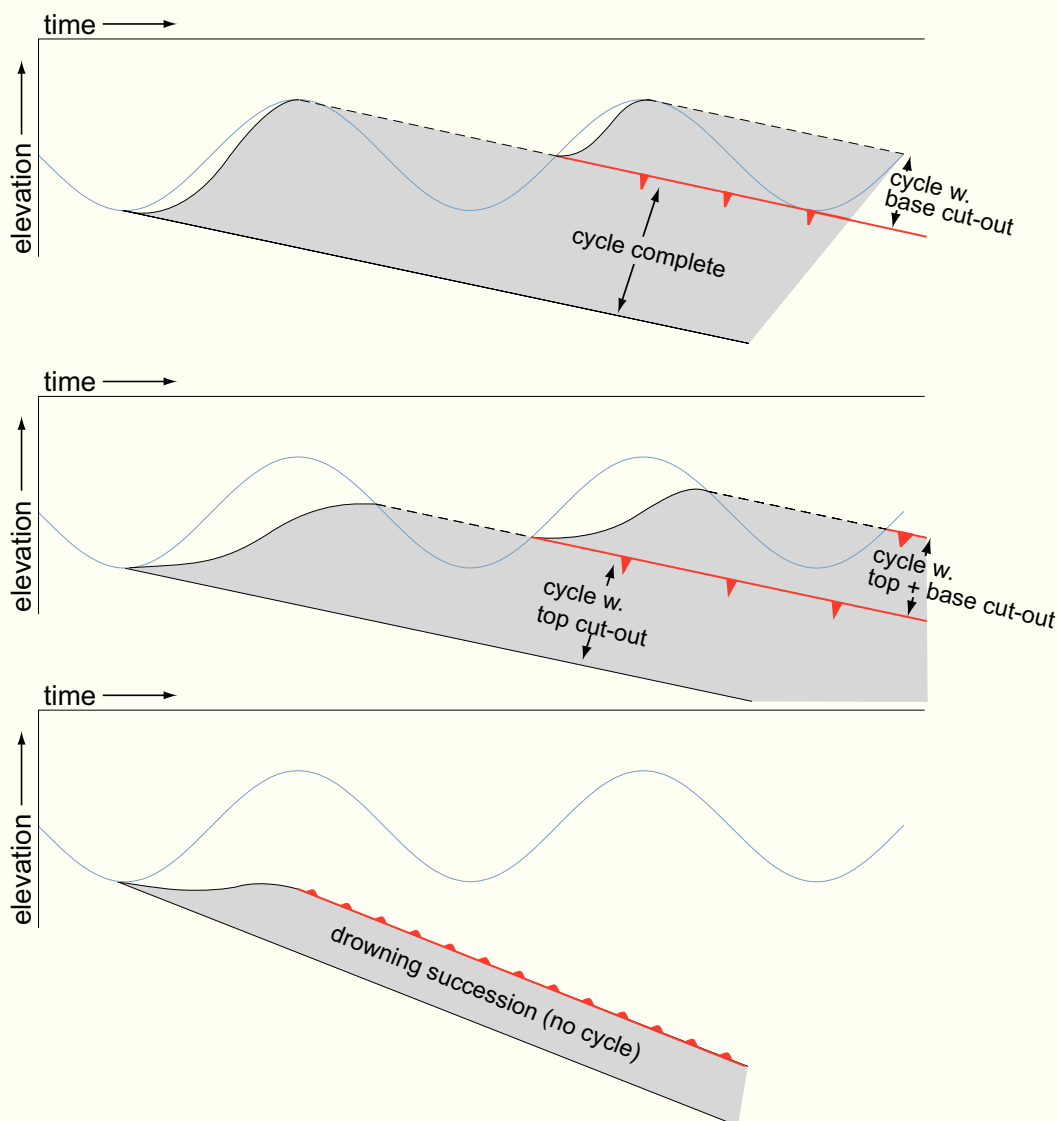 time
elevation
cycle w.
base cut-out
cycle complete
time
elevation
cycle w.
top cut-out
cycle w.
top + base cut-out
time
elevation
drowning succession (no cycle)